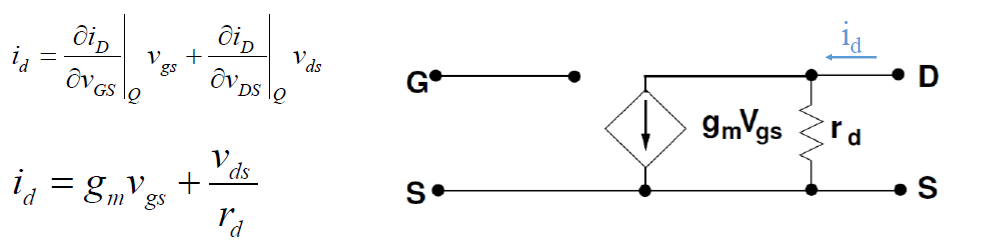 i_d = ∂i_D/∂v_GS |_Q v_gs + ∂i_D/∂v_DS |_Q v_ds
i_d = g_m v_gs + v_ds/r_d
i_d
G
D
g_mV_gs
r_d
S
S